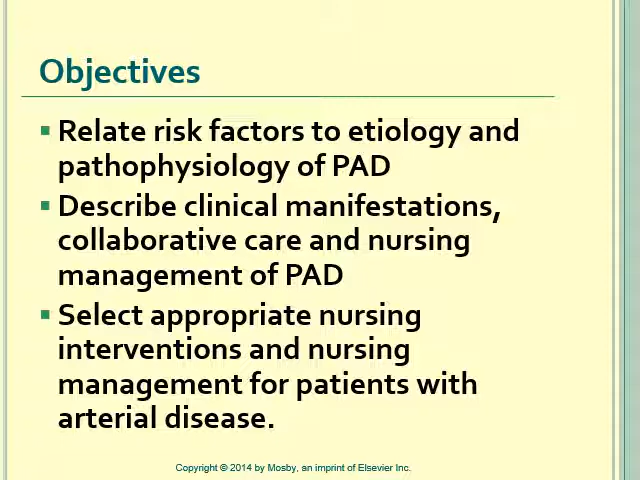 Objectives
▪ Relate risk factors to etiology and
pathophysiology of PAD
▪ Describe clinical manifestations,
collaborative care and nursing
management of PAD
▪ Select appropriate nursing
interventions and nursing
management for patients with
arterial disease.
Copyright © 2014 by Mosby, an imprint of Elsevier Inc.